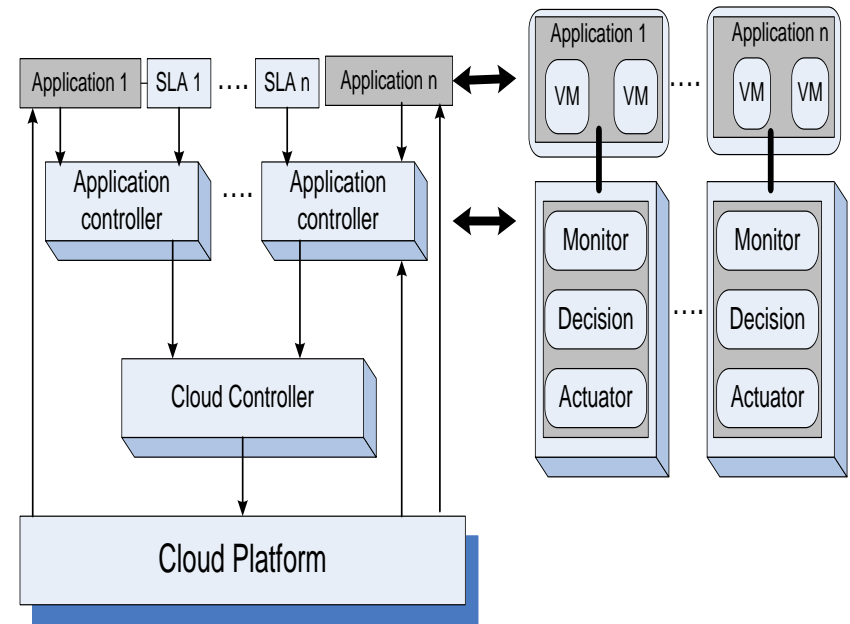 Application 1
SLA 1
....
SLA n
Application n
Application
controller
....
Application
controller
Cloud Controller
Cloud Platform
Application 1
VM
VM
....
Application n
VM
VM
Monitor
Decision
Actuator
....
Monitor
Decision
Actuator